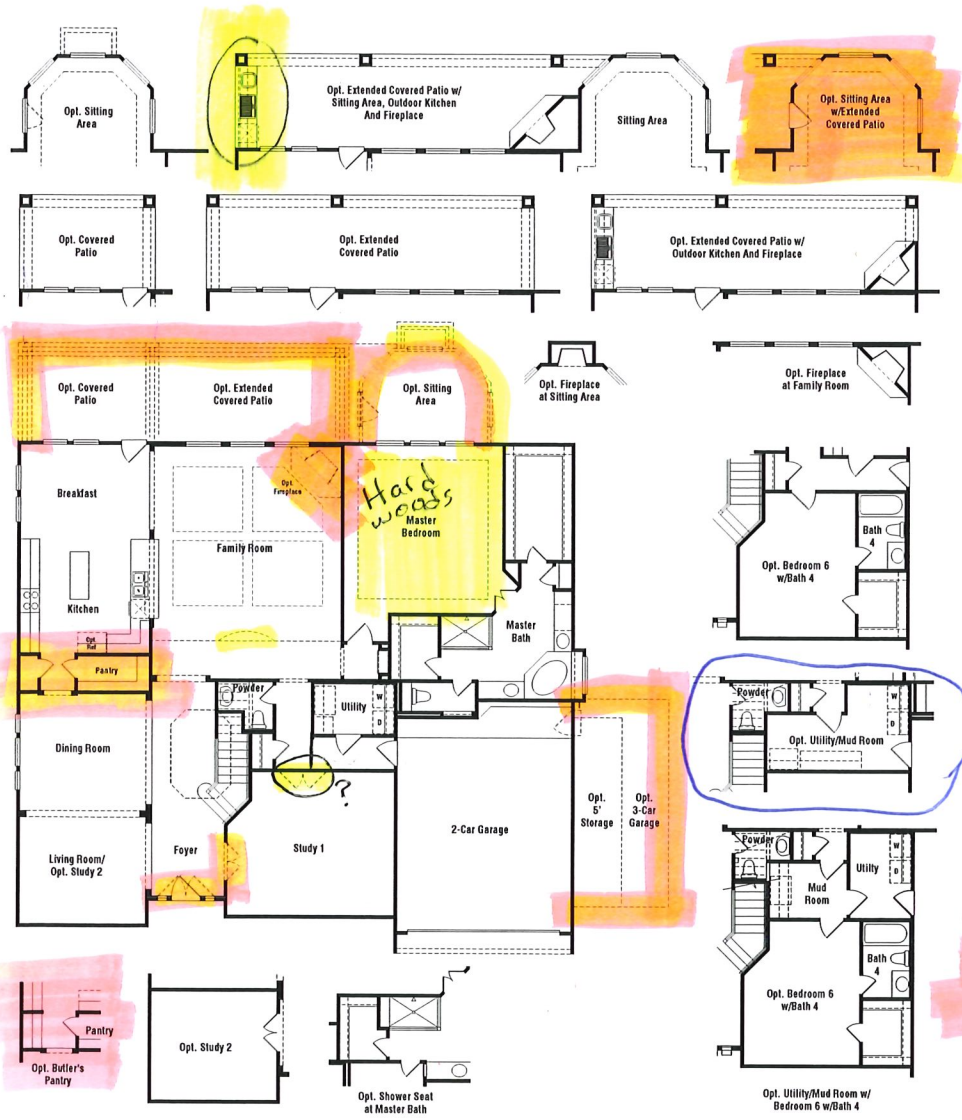 Opt. Sitting
Area
Opt. Extended Covered Patio w/
Sitting Area, Outdoor Kitchen
And Fireplace
Sitting Area
Opt. Sitting Area
w/Extended
Covered Patio
Opt. Covered
Patio
Opt. Extended
Covered Patio
Opt. Extended Covered Patio w/
Outdoor Kitchen And Fireplace
Opt. Covered
Patio
Opt. Extended
Covered Patio
Opt. Sitting
Area
Opt. Fireplace
at Sitting Area
Opt. Fireplace
at Family Room
Breakfast
Opt.
Fireplace
Hard
woods
Master
Bedroom
Family Room
Kitchen
Opt
Ref
Pantry
Master
Bath
Bath
4
Opt. Bedroom 6
w/Bath 4
Powder
Utility
W
D
Dining Room
?
Powder
W
D
Opt. Utility/Mud Room
Opt.
5'
Storage
Opt.
3-Car
Garage
2-Car Garage
Living Room/
Opt. Study 2
Foyer
Study 1
Powder
W
D
Utilty
Mud
Room
Bath
4
Opt. Bedroom 6
w/Bath 4
Opt. Utility/Mud Room w/
Bedroom 6 w/Bath 4
Pantry
Opt. Butler's
Pantry
Opt. Study 2
Opt. Shower Seat
at Master Bath